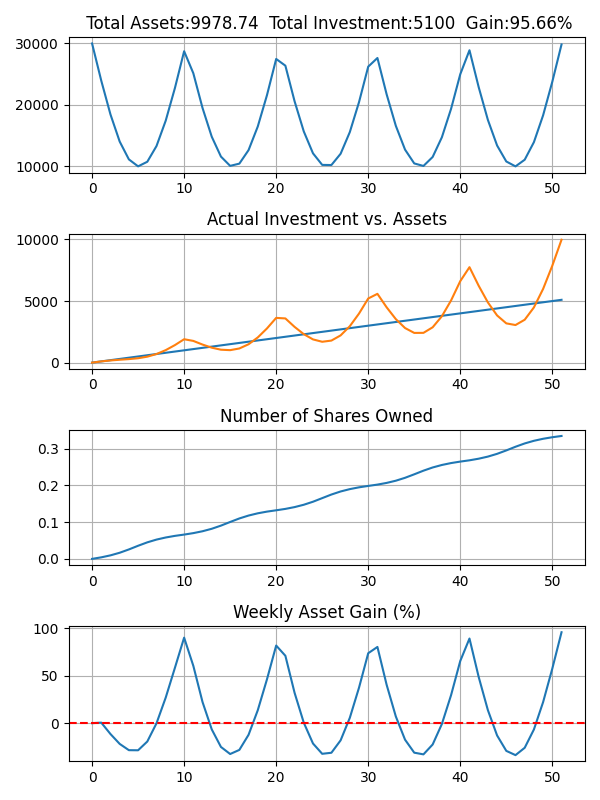 Total Assets:9978.74  Total Investment:5100  Gain:95.66%
30000
20000
10000
0 10 20 30 40 50
Actual Investment vs. Assets
10000
5000
0
0 10 20 30 40 50
Number of Shares Owned
0.3
0.2
0.1
0.0
0 10 20 30 40 50
Weekly Asset Gain (%)
100
50
0
0 10 20 30 40 50